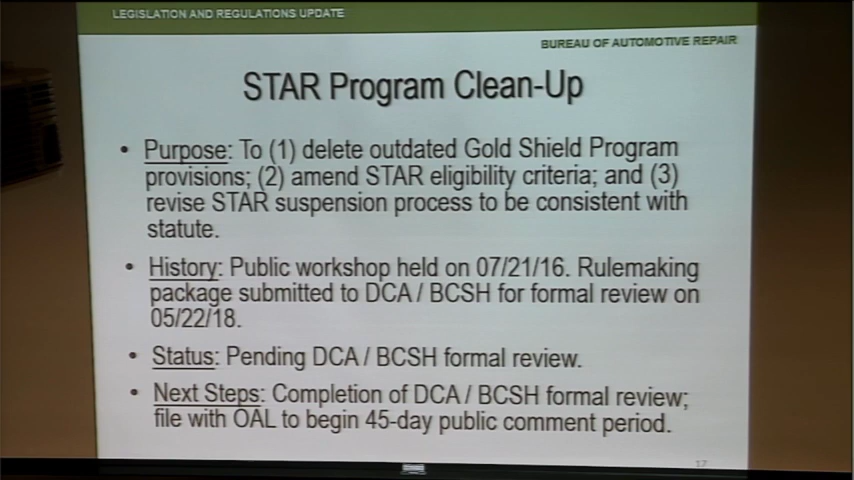 LEGISLATION AND REGULATIONS UPDATE
BUREAU OF AUTOMOTIVE REPAIR
STAR Program Clean-Up
• Purpose: To (1) delete outdated Gold Shield Program
provisions; (2) amend STAR eligibility criteria; and (3)
revise STAR suspension process to be consistent with
statute.
• History: Public workshop held on 07/21/16. Rulemaking
package submitted to DCA / BCSH for formal review on
05/22/18.
• Status: Pending DCA / BCSH formal review.
• Next Steps: Completion of DCA / BCSH formal review;
file with OAL to begin 45-day public comment period.
17